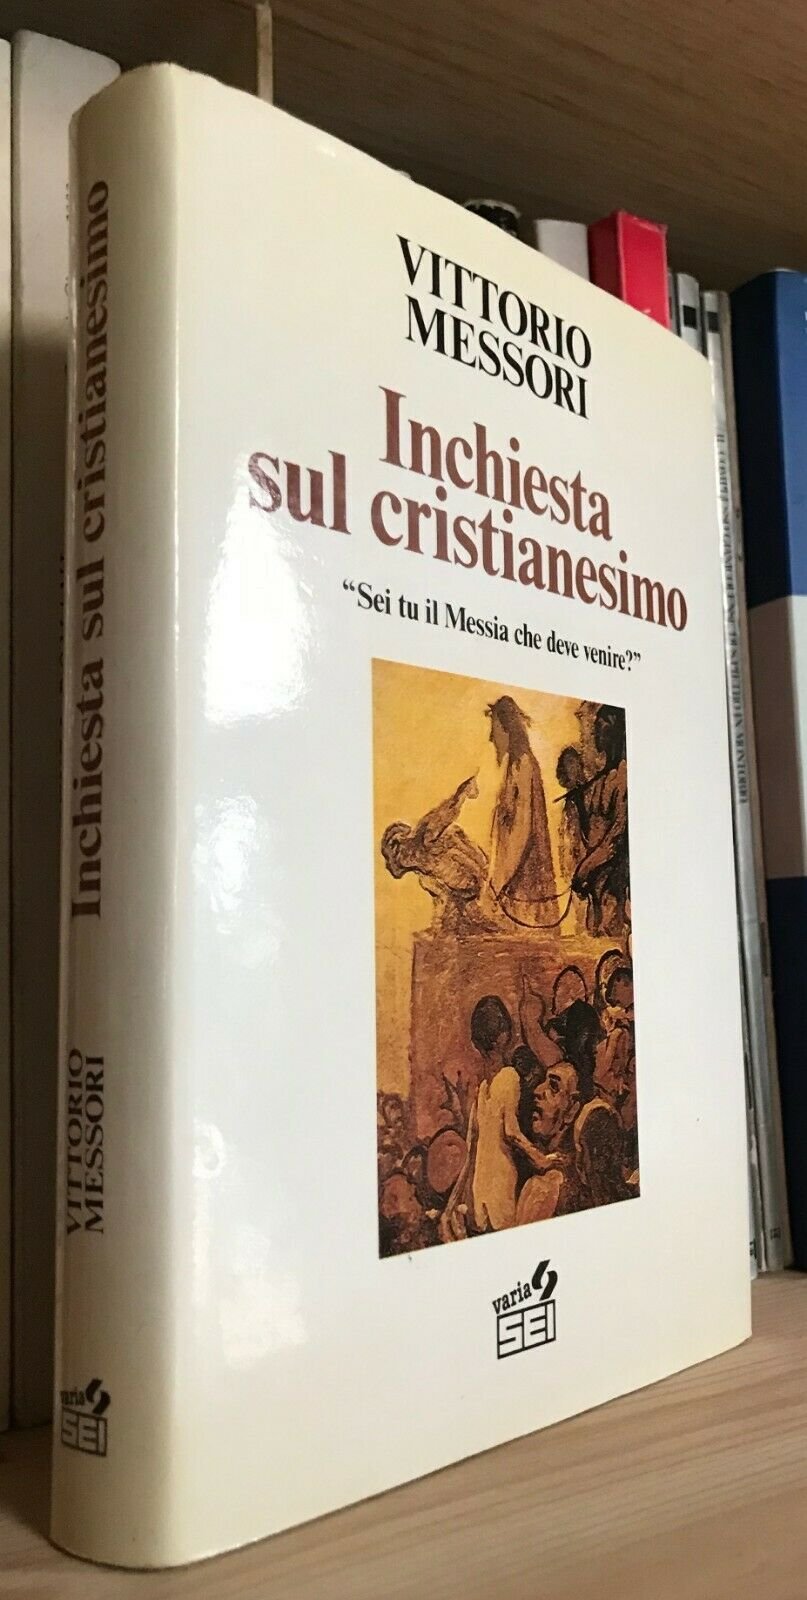 VITTORIO
MESSORI
Inchiesta
sul cristianesimo
“Sei tu il Messia che deve venire?”
varia
SEI
Inchiesta sul cristianesimo
VITTORIO
MESSORI
varia
SEI